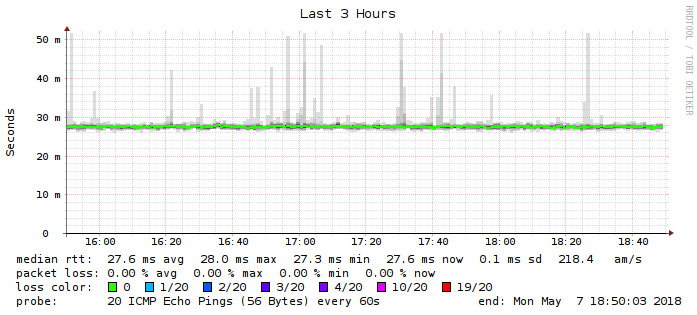 Last 3 Hours
RRDTOOL / TOBI OETIKER
Seconds
50 m
40 m
30 m
20 m
10 m
0
16:00 16:20 16:40 17:00 17:20 17:40 18:00 18:20 18:40
median rtt: 27.6 ms avg 28.0 ms max 27.3 ms min 27.6 ms now 0.1 ms sd 218.4 am/s
packet loss: 0.00 % avg 0.00 % max 0.00 % min 0.00 % now
loss color: 0 1/20 2/20 3/20 4/20 10/20 19/20
probe: 20 ICMP Echo Pings (56 Bytes) every 60s end: Mon May 7 18:50:03 2018